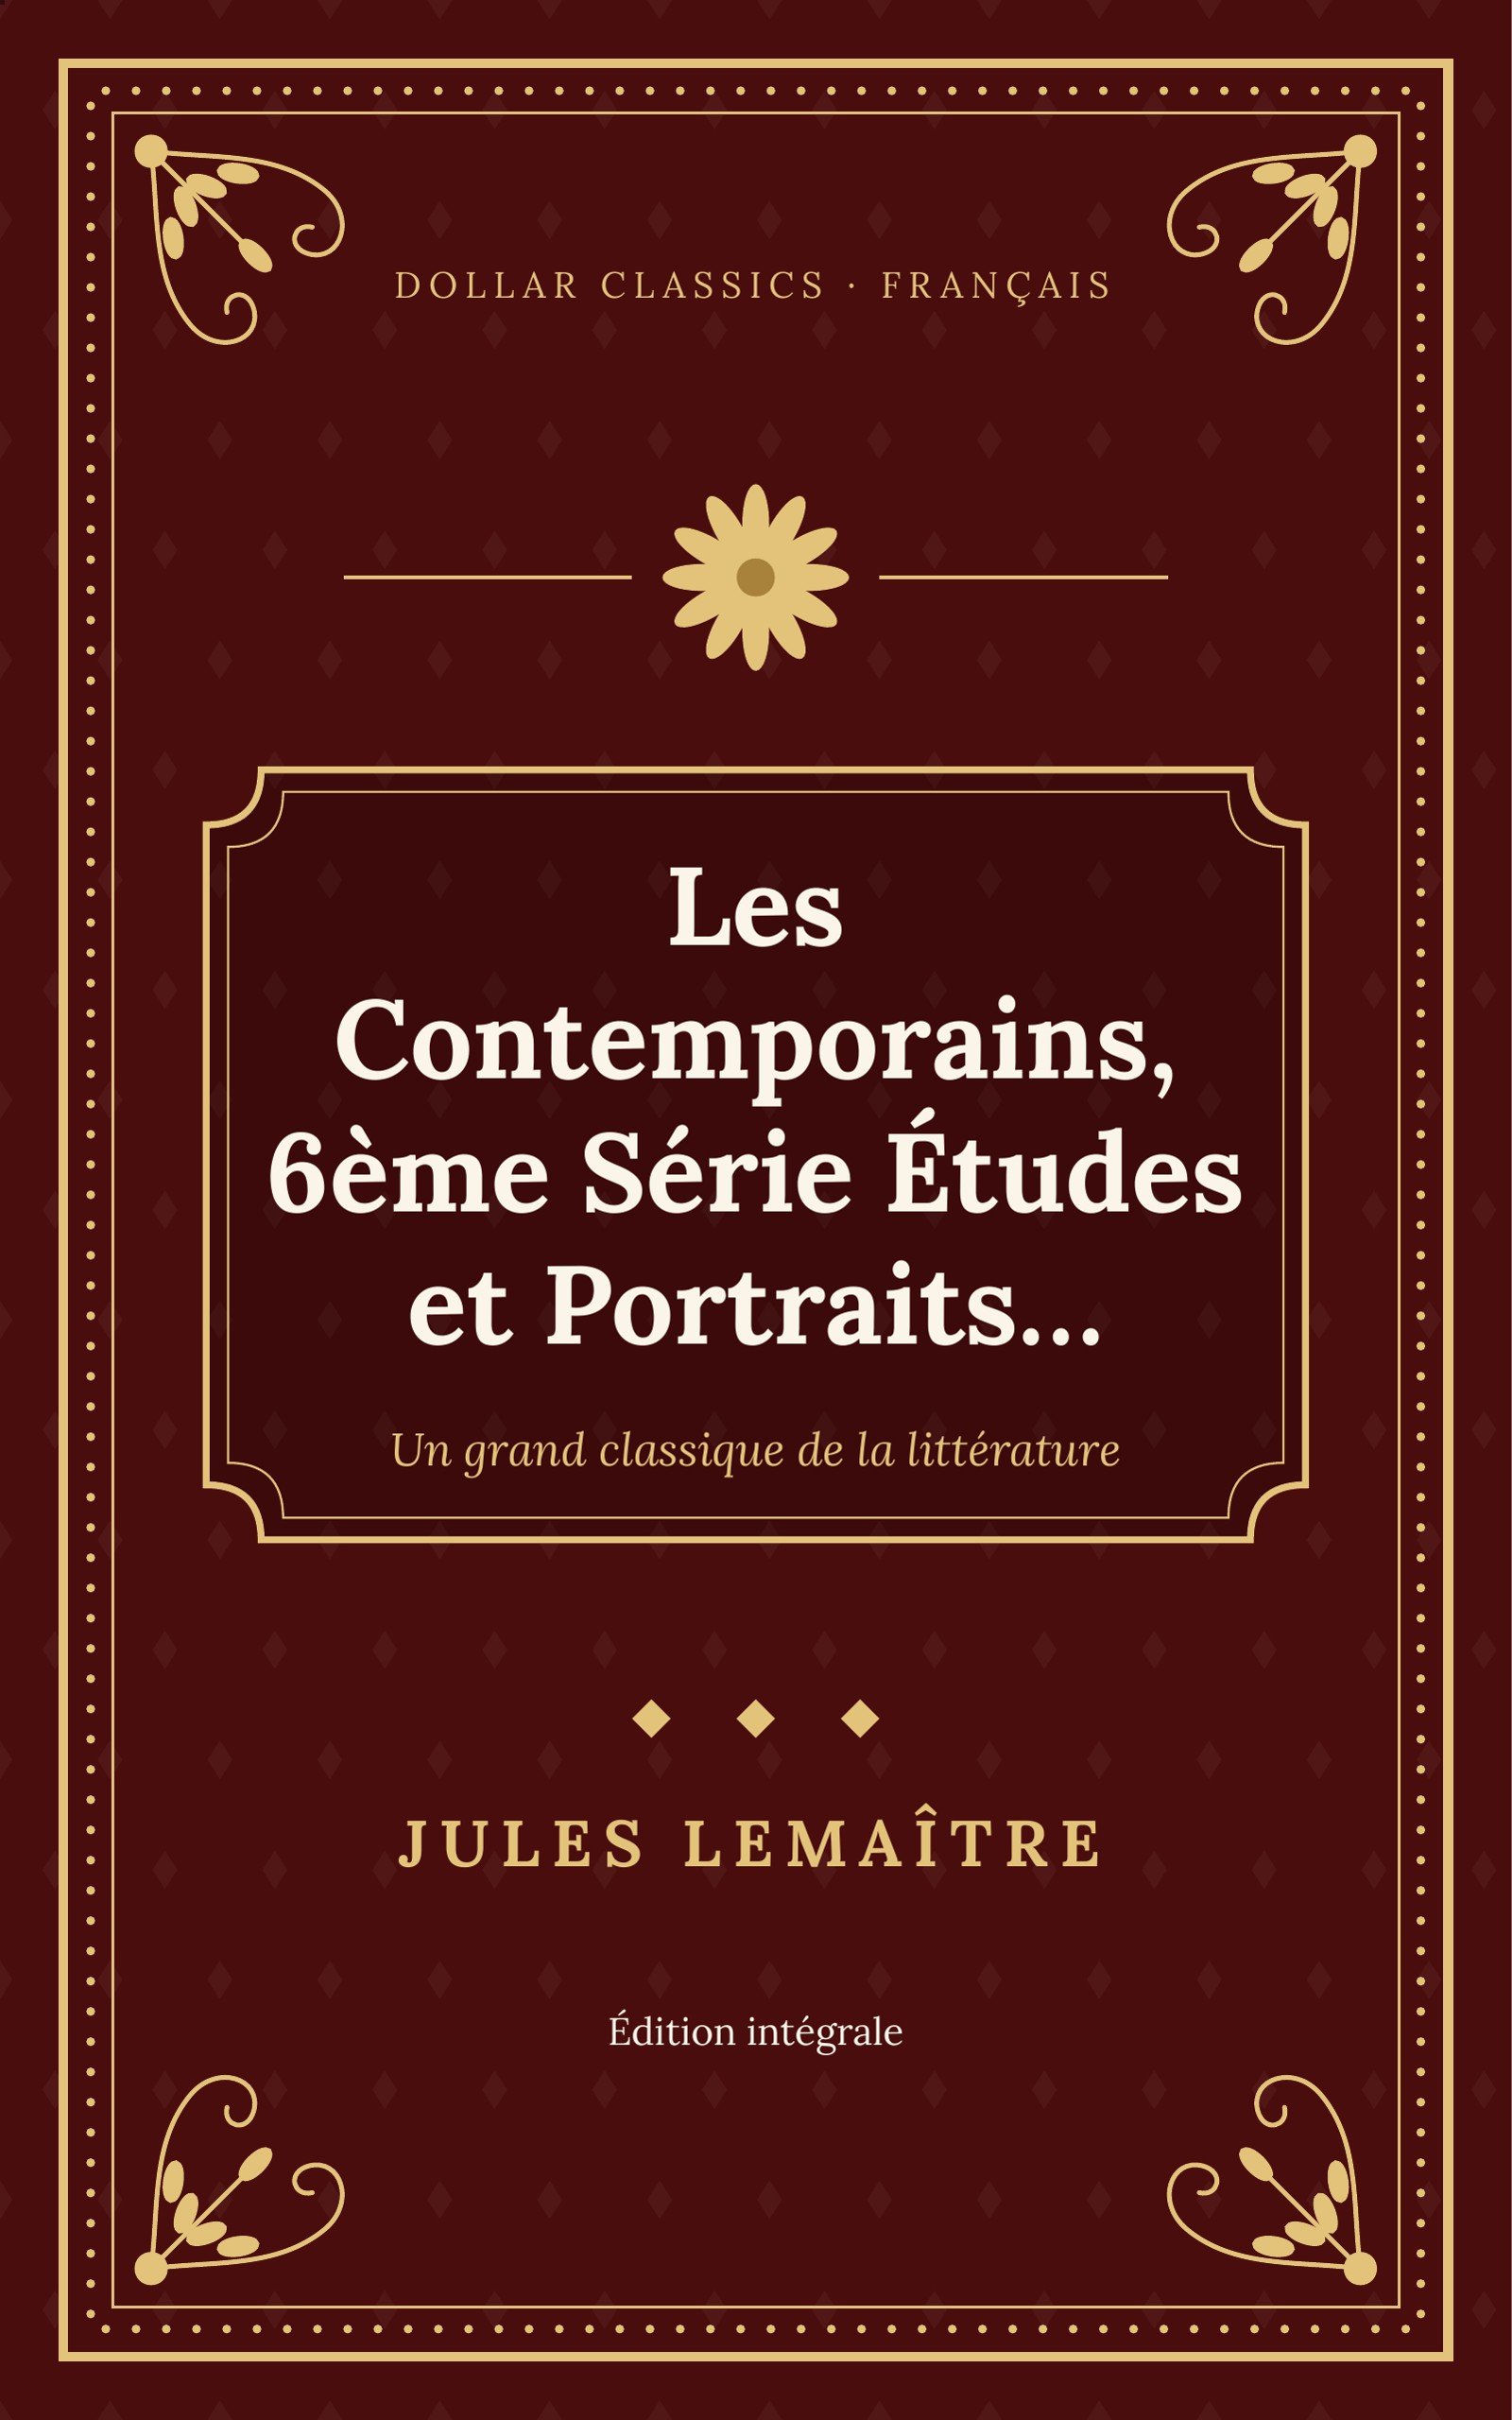 DOLLAR CLASSICS · FRANÇAIS
Les
Contemporains,
6ème Série Études
et Portraits...
Un grand classique de la littérature
JULES LEMAÎTRE
Édition intégrale